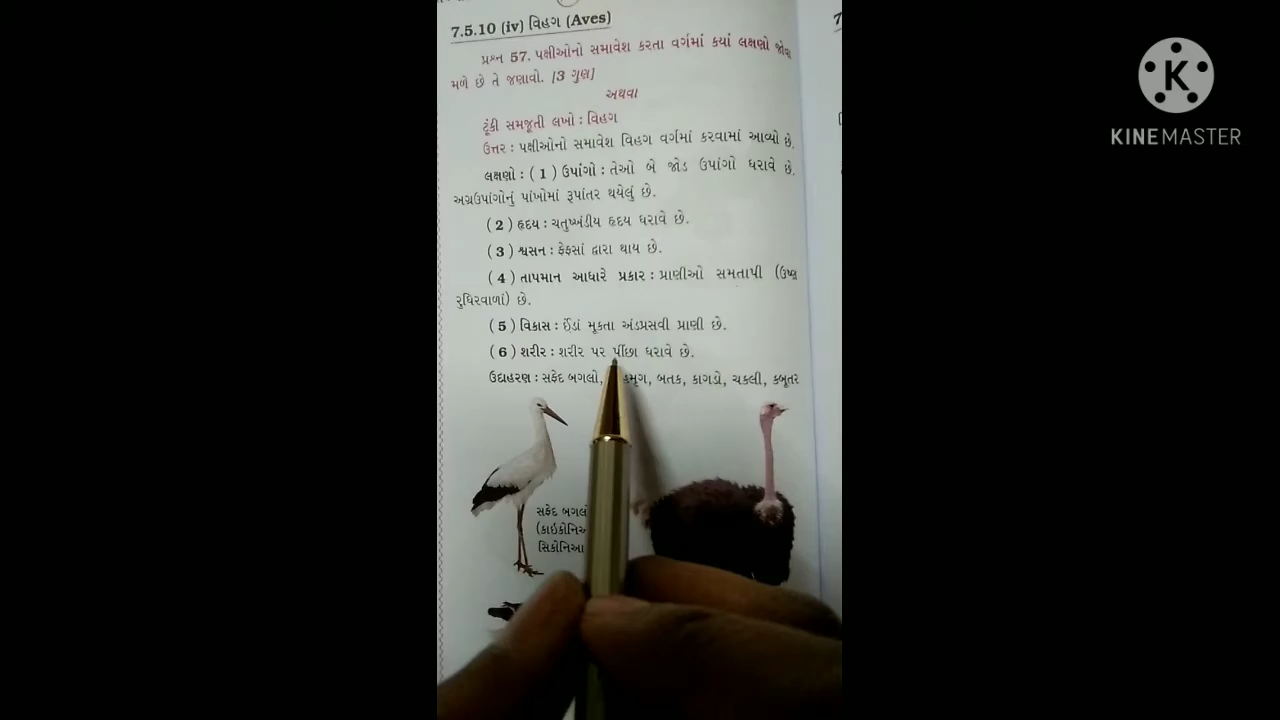 7.5.10 (iv) વિહગ (Aves)
પ્રશ્ન 57. પક્ષીઓનો સમાવેશ કરતા વર્ગમાં કયાં લક્ષણો જોવા
મળે છે તે જણાવો. [3 ગુણ]
અથવા
ટૂંકી સમજૂતી લખો : વિહગ
ઉત્તર : પક્ષીઓનો સમાવેશ વિહગ વર્ગમાં કરવામાં આવ્યો છે.
લક્ષણો : (1) ઉપાંગો : તેઓ બે જોડ ઉપાંગો ધરાવે છે.
અગ્રઉપાંગોનું પાંખોમાં રૂપાંતર થયેલું છે.
(2) હૃદય : ચતુષ્ખંડીય હૃદય ધરાવે છે.
(3) શ્વસન : ફેફસાં દ્વારા થાય છે.
(4) તાપમાન આધારે પ્રકાર : પ્રાણીઓ સમતાપી (ઉષ્ણ
રુધિરવાળાં) છે.
(5) વિકાસ : ઈંડાં મૂકતા અંડપ્રસવી પ્રાણી છે.
(6) શરીર : શરીર પર પીંછા ધરાવે છે.
ઉદાહરણ : સફેદ બગલો, બતક, કાગડો, ચકલી, કબૂતર
સફેદ
સિકોનિઆ
KINEMASTER